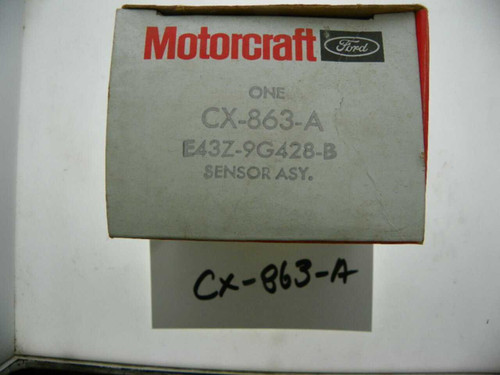 Motorcraft Ford
ONE
CX-863-A
E43Z-9G428-B
SENSOR ASY.
CX-863-A